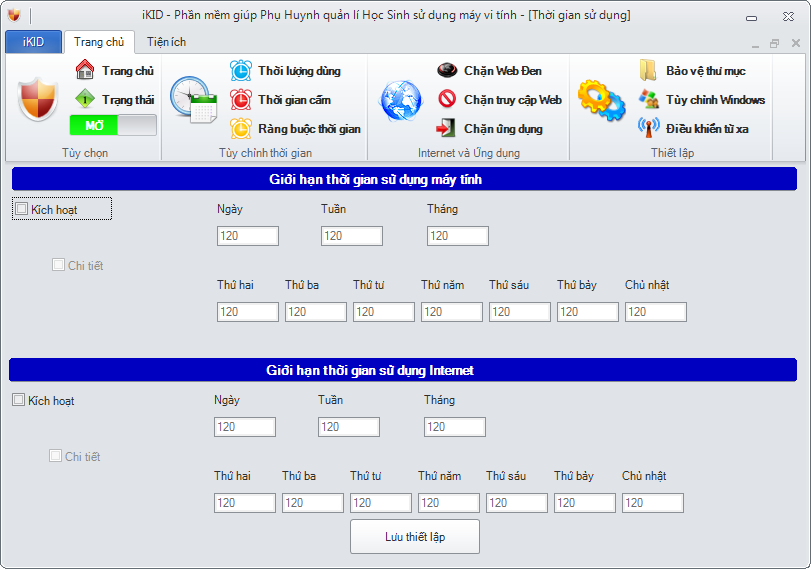 iKID - Phần mềm giúp Phụ Huynh quản lí Học Sinh sử dụng máy vi tính - [Thời gian sử dụng]
iKID Trang chủ Tiện ích
Trang chủ Thời lượng dùng Chặn Web Đen Bảo vệ thư mục
Trạng thái Thời gian cấm Chặn truy cập Web Tùy chỉnh Windows
MỞ Ràng buộc thời gian Chặn ứng dụng Điều khiển từ xa
Tùy chọn Tùy chỉnh thời gian Internet và Ứng dụng Thiết lập
Giới hạn thời gian sử dụng máy tính
Kích hoạt Ngày Tuần Tháng
120 120 120
Chi tiết
Thứ hai Thứ ba Thứ tư Thứ năm Thứ sáu Thứ bảy Chủ nhật
120 120 120 120 120 120 120
Giới hạn thời gian sử dụng Internet
Kích hoạt Ngày Tuần Tháng
120 120 120
Chi tiết
Thứ hai Thứ ba Thứ tư Thứ năm Thứ sáu Thứ bảy Chủ nhật
120 120 120 120 120 120 120
Lưu thiết lập